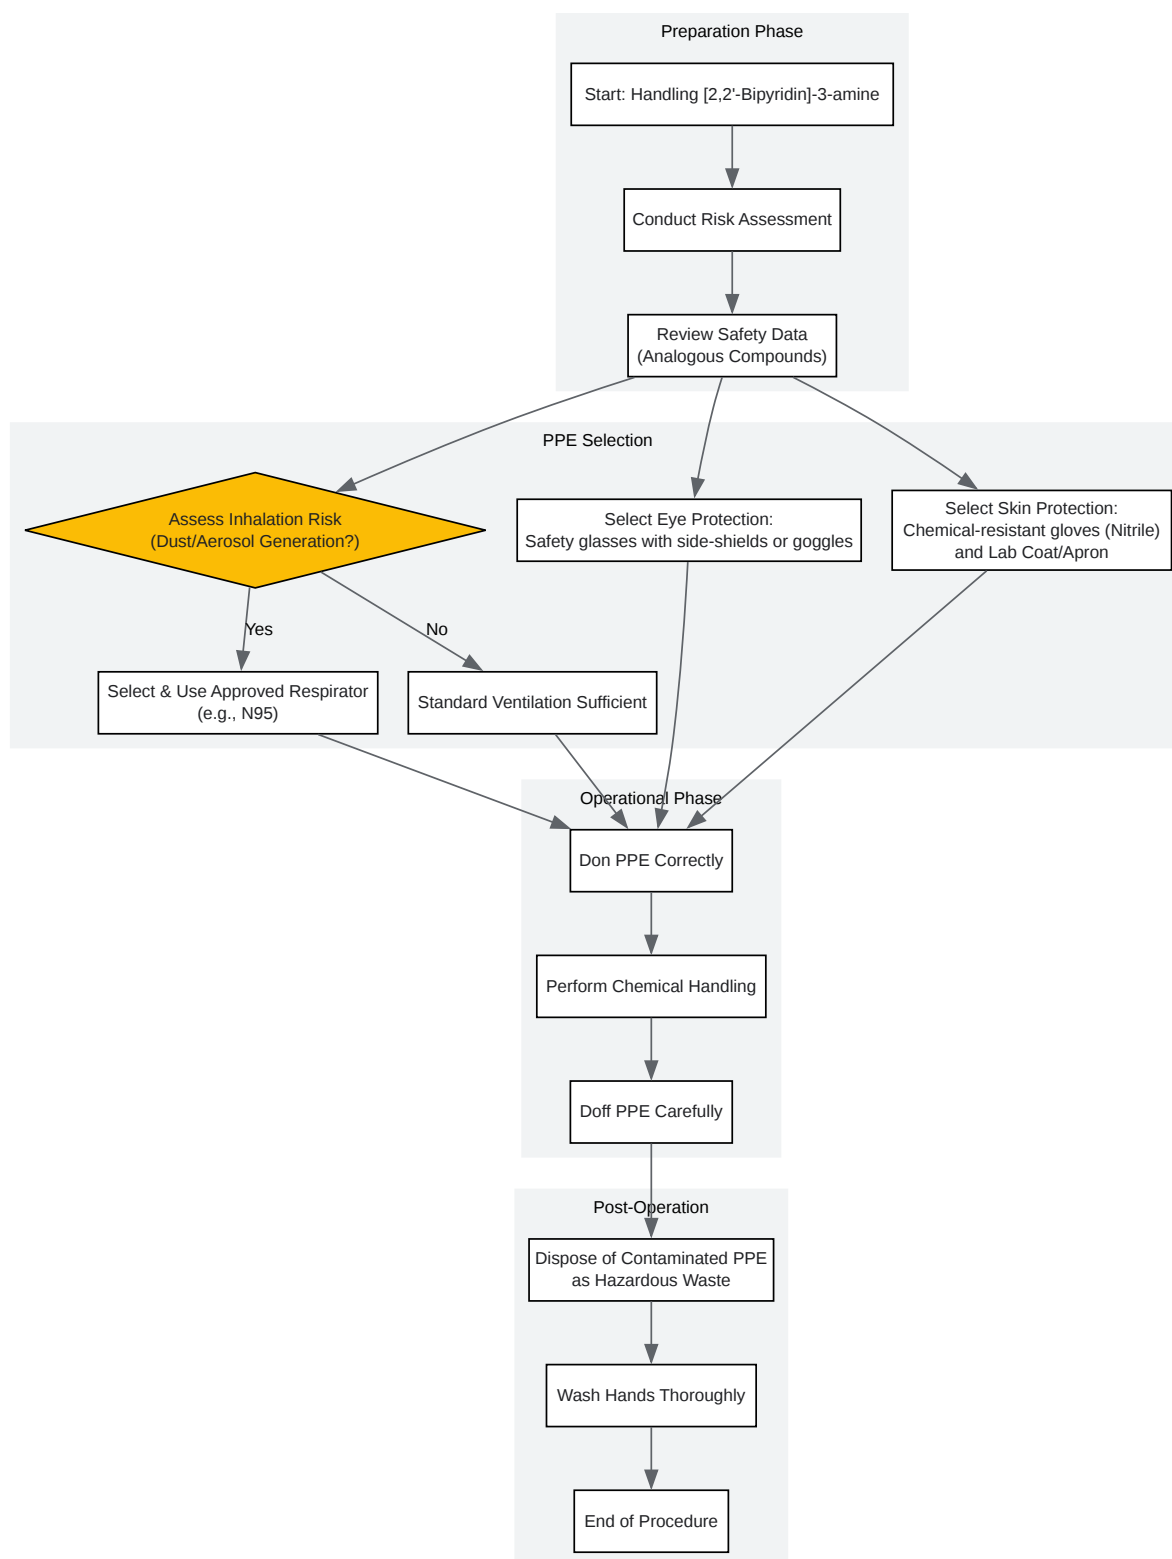 Preparation Phase
Start: Handling [2,2'-Bipyridin]-3-amine
Conduct Risk Assessment
Review Safety Data
(Analogous Compounds)
PPE Selection
Assess Inhalation Risk
(Dust/Aerosol Generation?)
Select Eye Protection:
Safety glasses with side-shields or goggles
Select Skin Protection:
Chemical-resistant gloves (Nitrile)
and Lab Coat/Apron
Yes
No
Select & Use Approved Respirator
(e.g., N95)
Standard Ventilation Sufficient
Operational Phase
Don PPE Correctly
Perform Chemical Handling
Doff PPE Carefully
Post-Operation
Dispose of Contaminated PPE
as Hazardous Waste
Wash Hands Thoroughly
End of Procedure